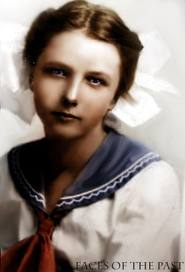 FACES OF THE PAST